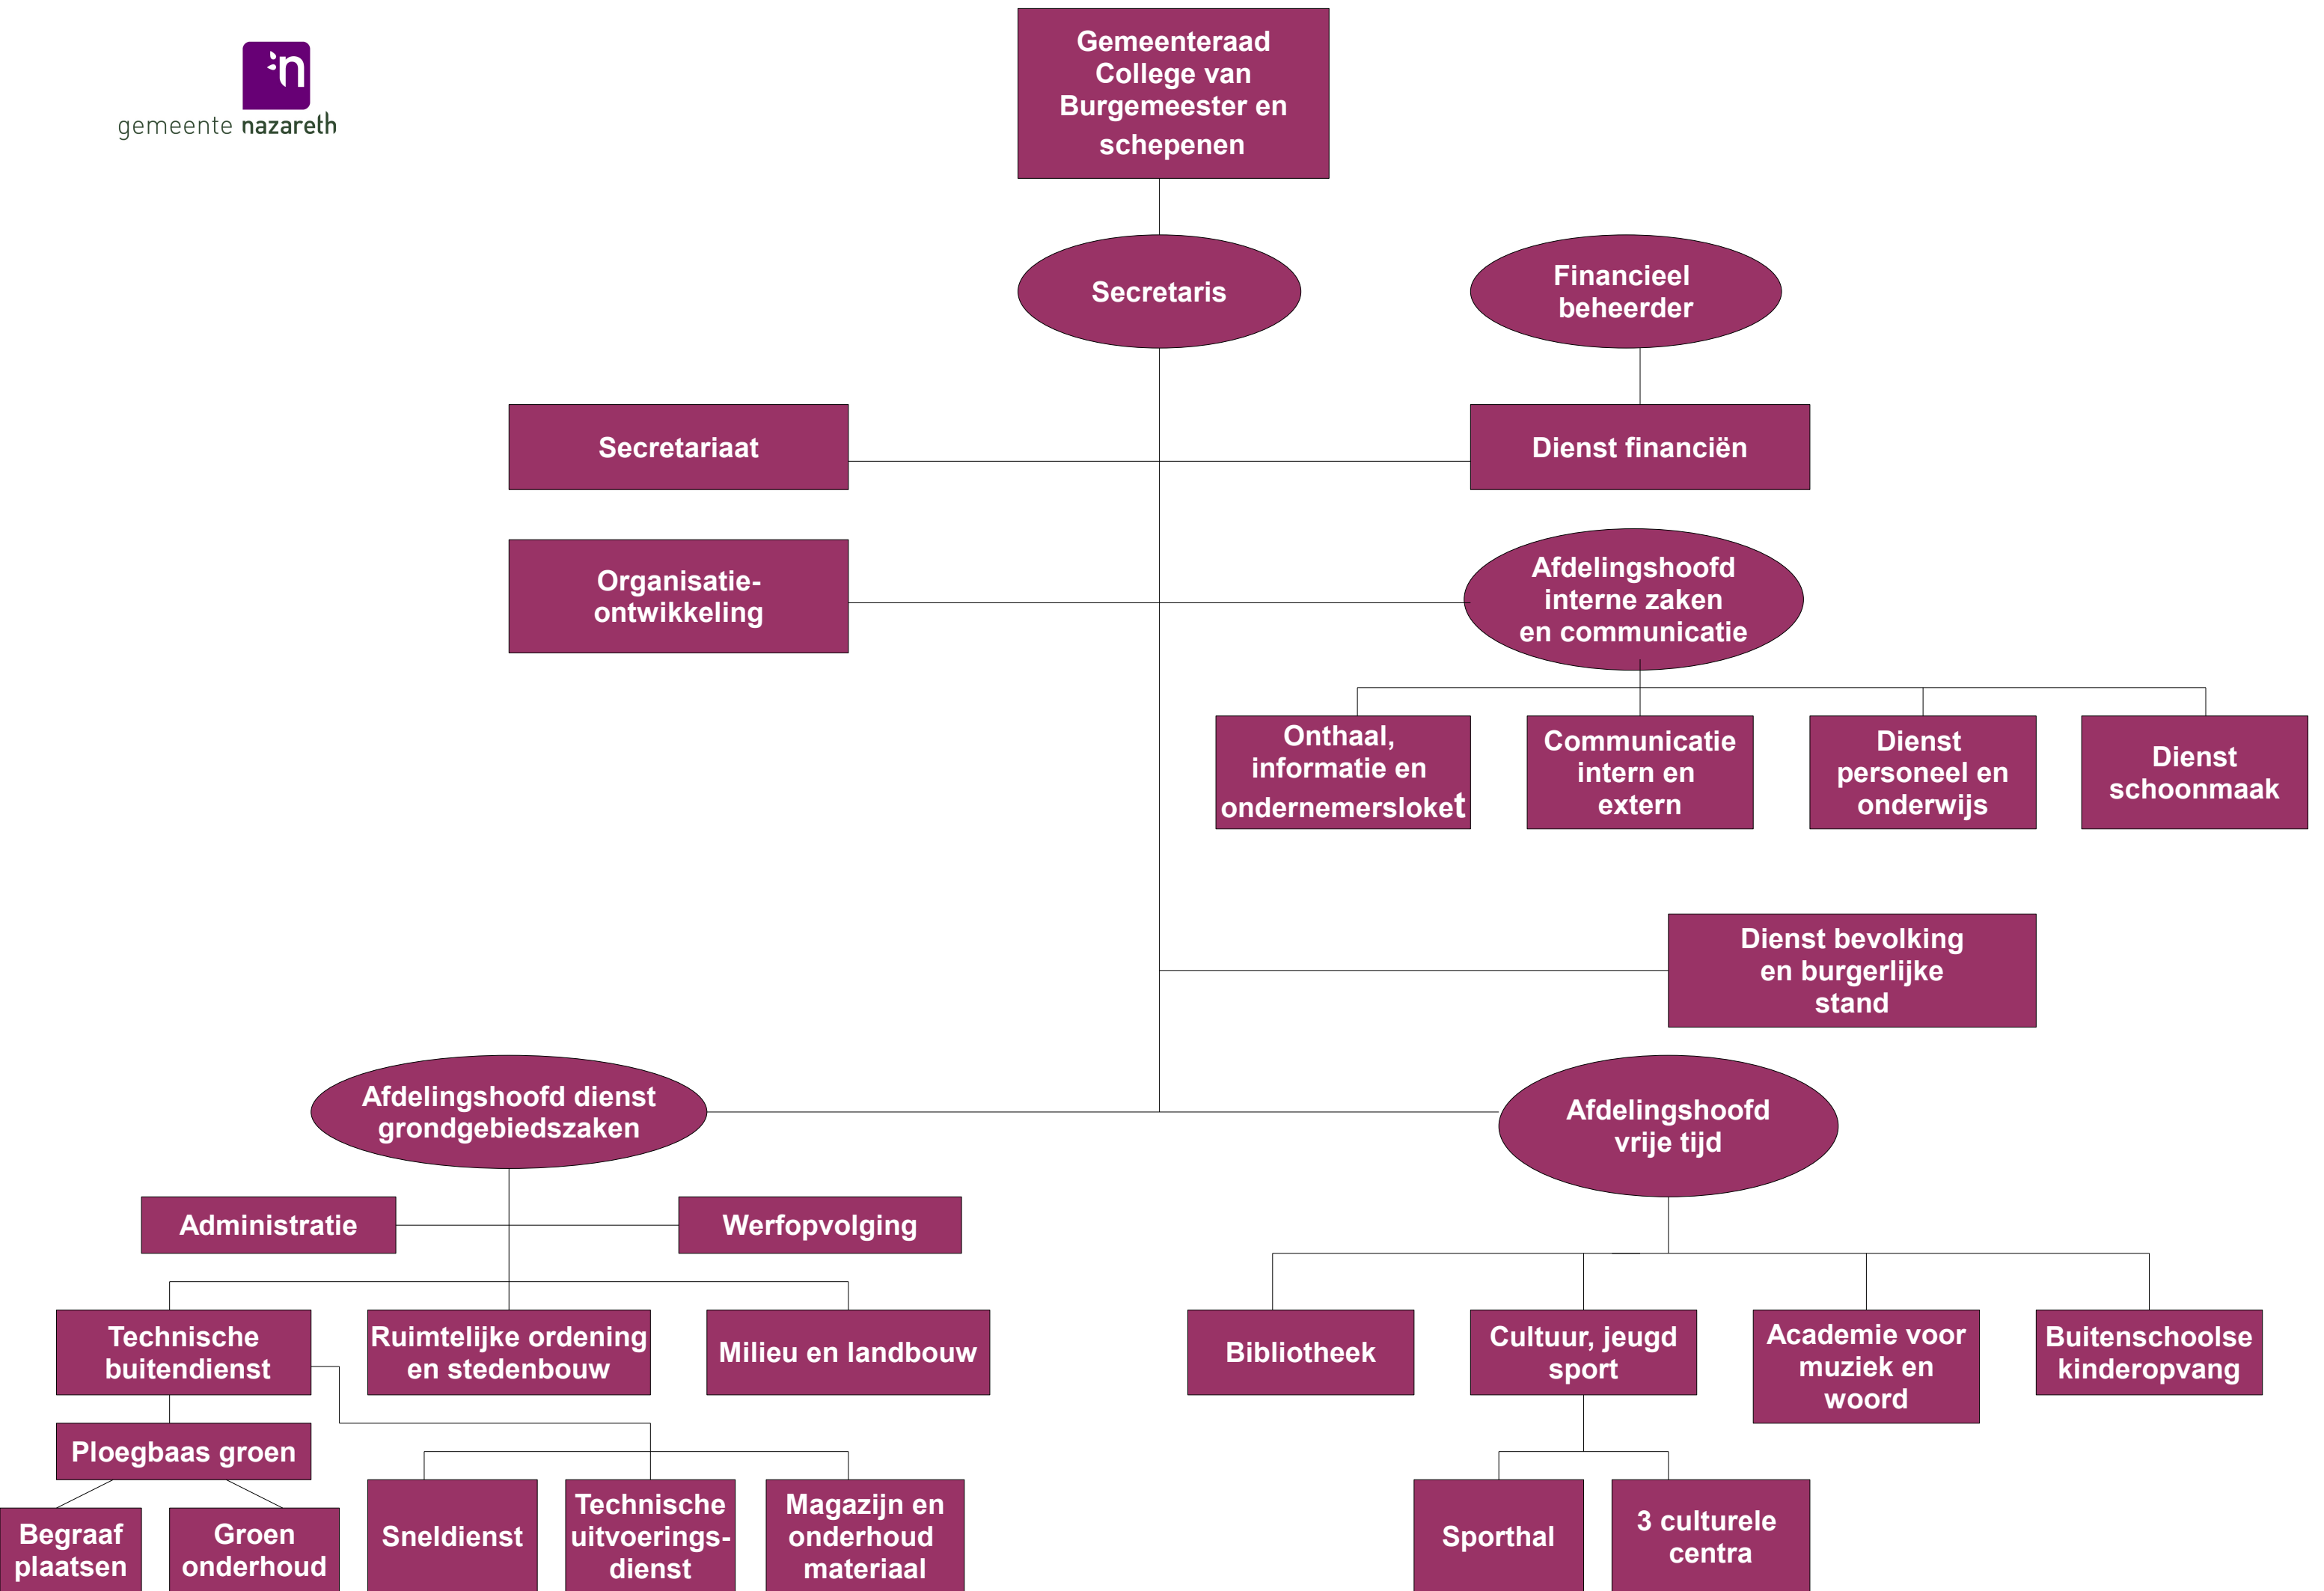 gemeente nazareth
Gemeenteraad
College van
Burgemeester en
schepenen
Secretaris
Financieel
beheerder
Secretariaat
Dienst financiën
Organisatie-
ontwikkeling
Afdelingshoofd
interne zaken
en communicatie
Onthaal,
informatie en
ondernemersloket
Communicatie
intern en
extern
Dienst
personeel en
onderwijs
Dienst
schoonmaak
Dienst bevolking
en burgerlijke
stand
Afdelingshoofd dienst
grondgebiedszaken
Afdelingshoofd
vrije tijd
Administratie
Werfopvolging
Technische
buitendienst
Ruimtelijke ordening
en stedenbouw
Milieu en landbouw
Bibliotheek
Cultuur, jeugd
sport
Academie voor
muziek en
woord
Buitenschoolse
kinderopvang
Ploegbaas groen
Begraaf
plaatsen
Groen
onderhoud
Sneldienst
Technische
uitvoerings-
dienst
Magazijn en
onderhoud
materiaal
Sporthal
3 culturele
centra